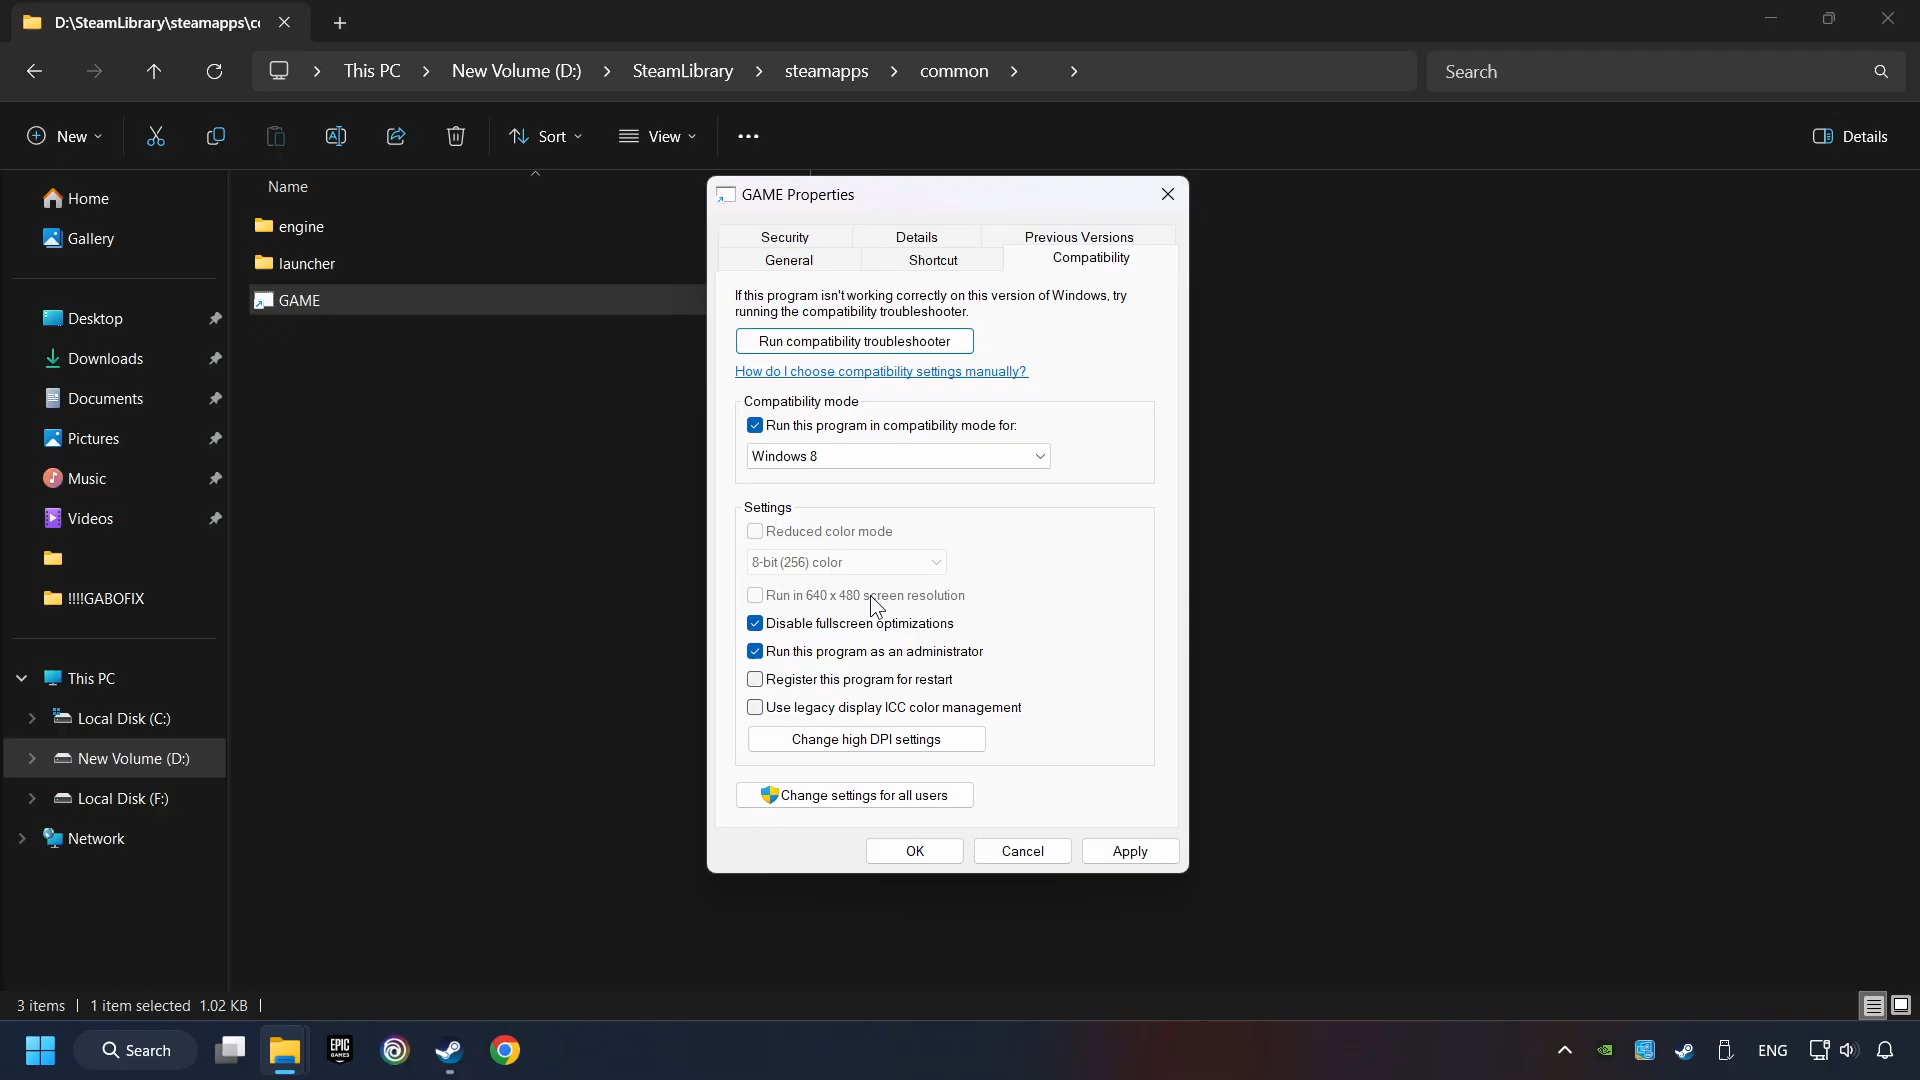 D:\SteamLibrary\steamapps\cc
This PC
New Volume (D:)
SteamLibrary
steamapps
common
Search
New
Sort
View
Details
Home
Gallery
Desktop
Downloads
Documents
Pictures
Music
Videos
!!!!GABOFIX
This PC
Local Disk (C:)
New Volume (D:)
Local Disk (F:)
Network
Name
engine
launcher
GAME
GAME Properties
Security
Details
Previous Versions
General
Shortcut
Compatibility
If this program isn't working correctly on this version of Windows, try
running the compatibility troubleshooter.
Run compatibility troubleshooter
How do I choose compatibility settings manually?
Compatibility mode
Run this program in compatibility mode for:
Windows 8
Settings
Reduced color mode
8-bit (256) color
Run in 640 x 480 screen resolution
Disable fullscreen optimizations
Run this program as an administrator
Register this program for restart
Use legacy display ICC color management
Change high DPI settings
Change settings for all users
OK
Cancel
Apply
3 items
1 item selected 1.02 KB
Search
EPIC
GAMES
ENG